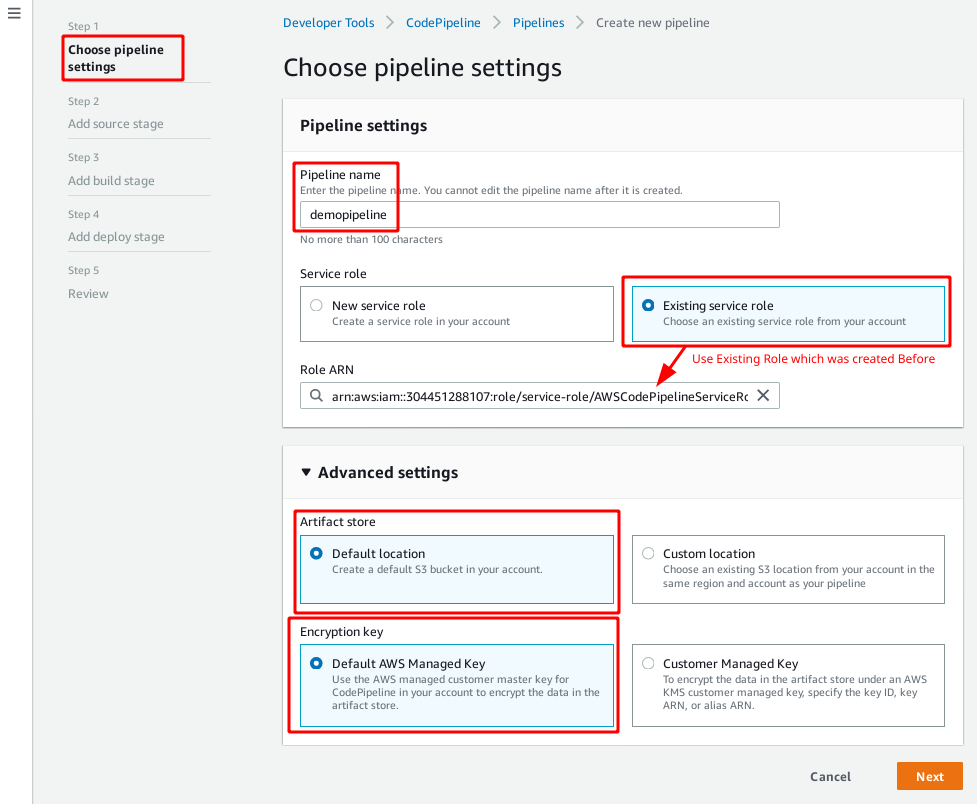 Developer Tools > CodePipeline > Pipelines > Create new pipeline
Step 1
Choose pipeline
settings
Step 2
Add source stage
Step 3
Add build stage
Step 4
Add deploy stage
Step 5
Review
Choose pipeline settings
Pipeline settings
Pipeline name
Enter the pipeline name. You cannot edit the pipeline name after it is created.
demopipeline
No more than 100 characters
Service role
New service role
Create a service role in your account
Existing service role
Choose an existing service role from your account
Use Existing Role which was created Before
Role ARN
arn:aws:iam::304451288107:role/service-role/AWSCodePipelineServiceRo
Advanced settings
Artifact store
Default location
Create a default S3 bucket in your account.
Custom location
Choose an existing S3 location from your account in the
same region and account as your pipeline
Encryption key
Default AWS Managed Key
Use the AWS managed customer master key for
CodePipeline in your account to encrypt the data in the
artifact store.
Customer Managed Key
To encrypt the data in the artifact store under an AWS
KMS customer managed key, specify the key ID, key
ARN, or alias ARN.
Cancel
Next